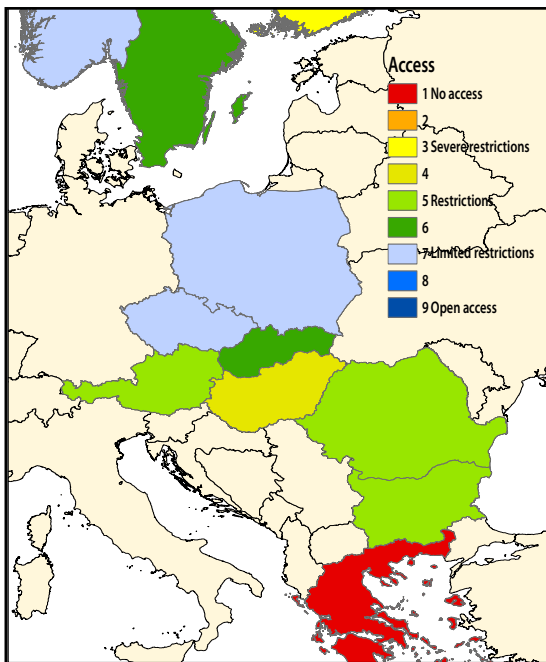 Access
1 No access
2
3 Severe restrictions
4
5 Restrictions
6
7 Limited restrictions
8
9 Open access